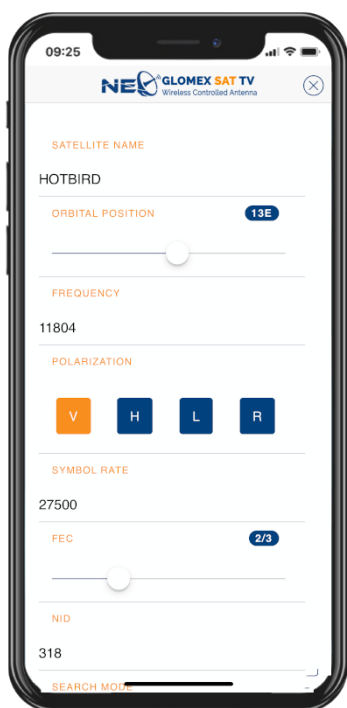 09:25
NEO GLOMEX SAT TV
Wireless Controlled Antenna
SATELLITE NAME
HOTBIRD
ORBITAL POSITION 13E
FREQUENCY
11804
POLARIZATION
V H L R
SYMBOL RATE
27500
FEC 2/3
NID
318
SEARCH MODE